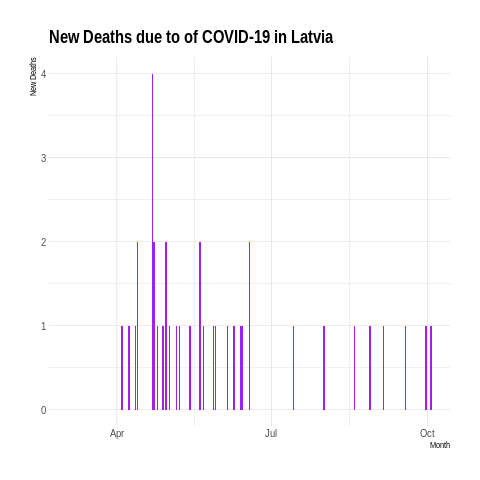 New Deaths due to of COVID-19 in Latvia
New Deaths
4
3
2
1
0
Apr
Jul
Oct
Month